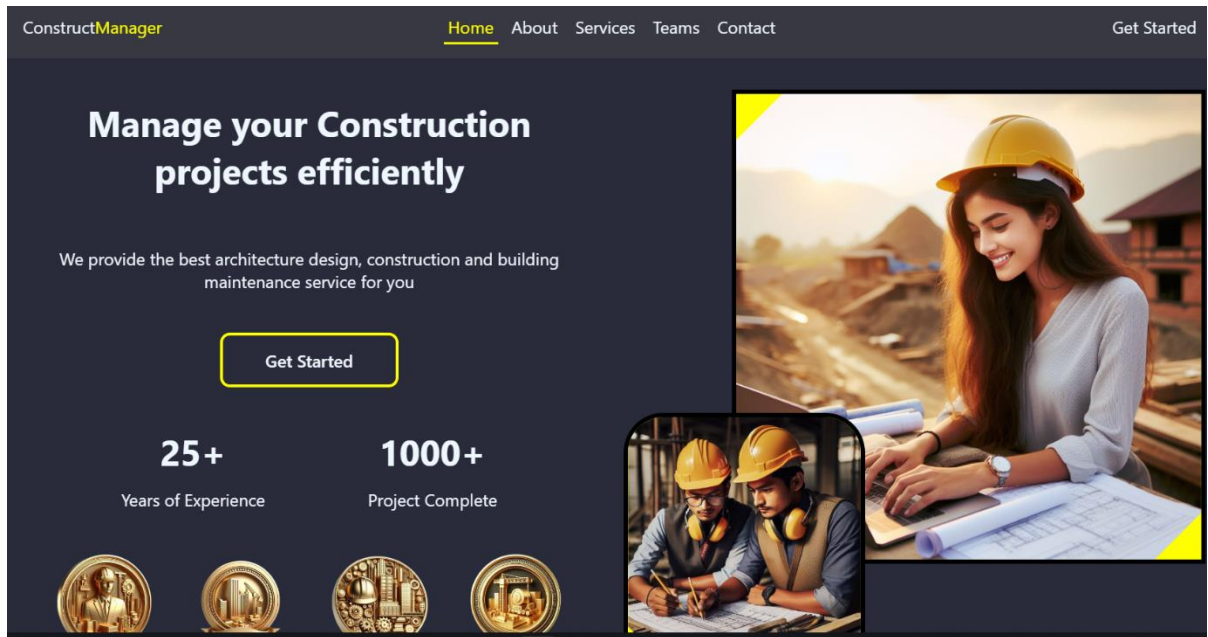 ConstructManager
Home About Services Teams Contact
Get Started
Manage your Construction
projects efficiently
We provide the best architecture design, construction and building
maintenance service for you
Get Started
25+ 1000+
Years of Experience Project Complete